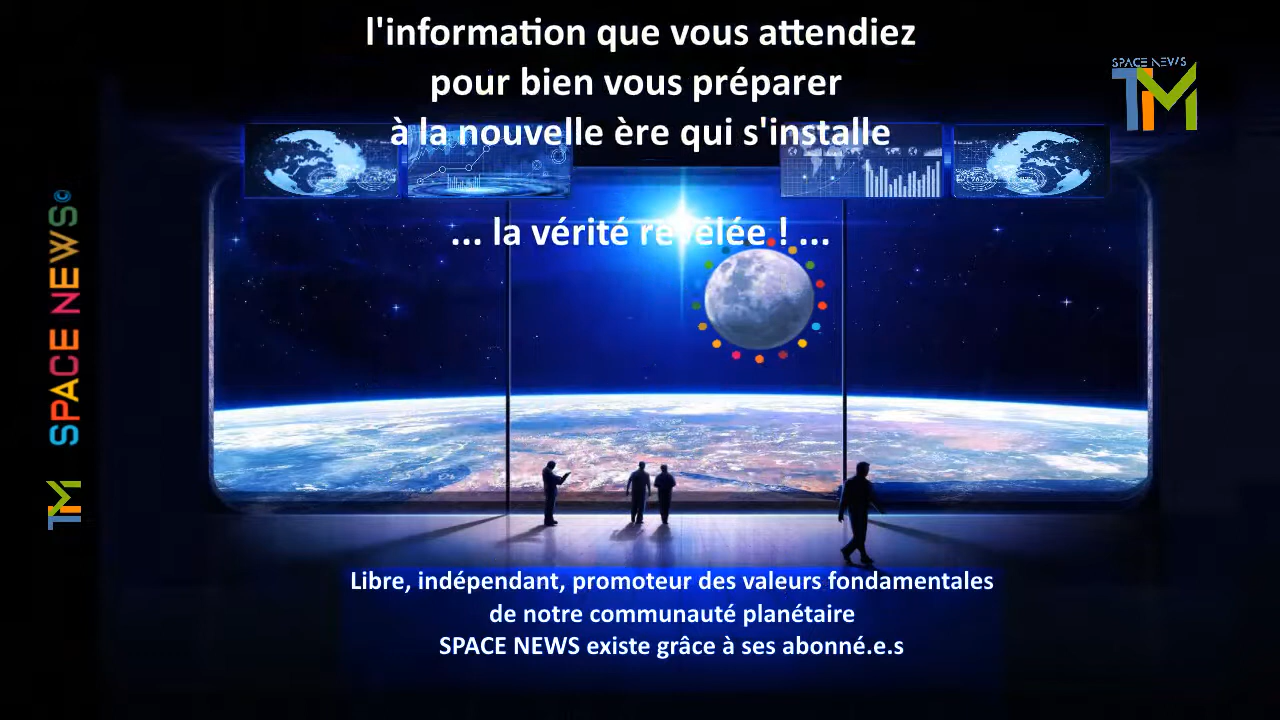 l'information que vous attendiez
pour bien vous préparer
à la nouvelle ère qui s'installe
SPACE NEWS
TM
... la vérité révélée ! ...
SPACE NEWS©
TM
Libre, indépendant, promoteur des valeurs fondamentales
de notre communauté planétaire
SPACE NEWS existe grâce à ses abonné.e.s